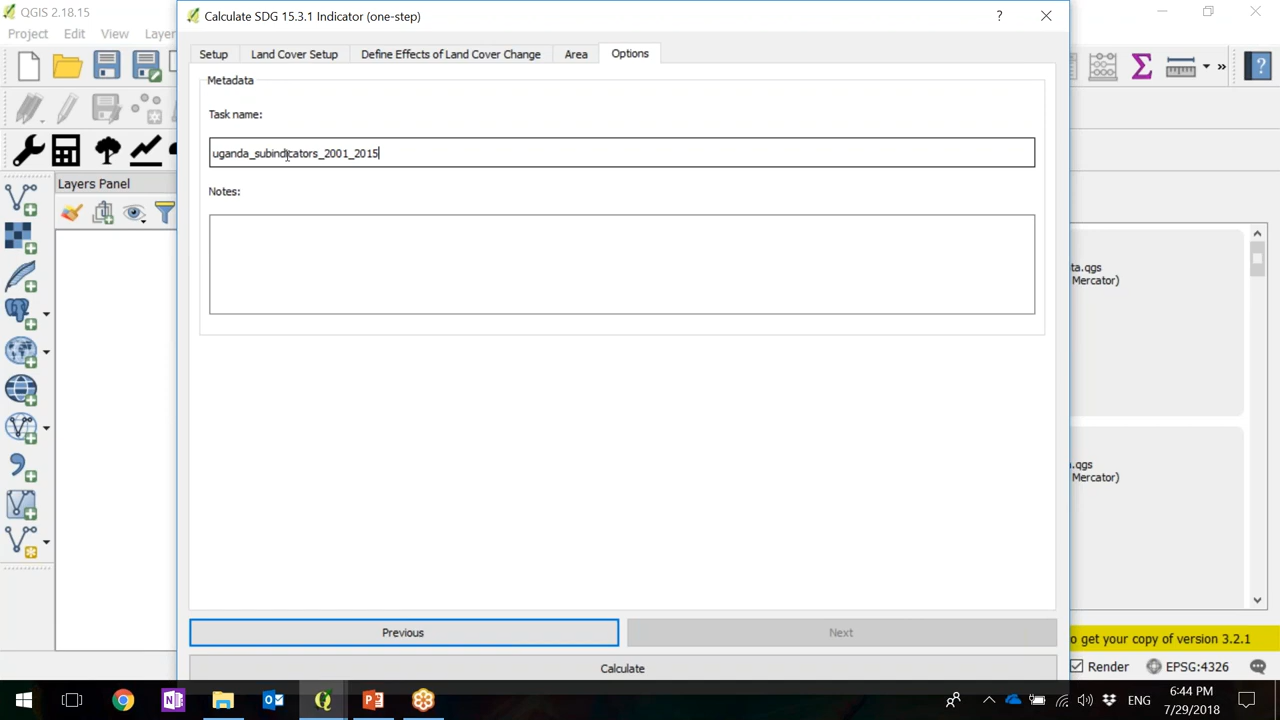 QGIS 2.18.15
Calculate SDG 15.3.1 Indicator (one-step)
?
Project Edit View Layer
Setup Land Cover Setup Define Effects of Land Cover Change Area Options
Metadata
Task name:
uganda_subindicators_2001_2015
Notes:
Layers Panel
ta.qgs
Mercator)
.qgs
Mercator)
Previous Next
Calculate
o get your copy of version 3.2.1
Render EPSG:4326
ENG
6:44 PM
7/29/2018